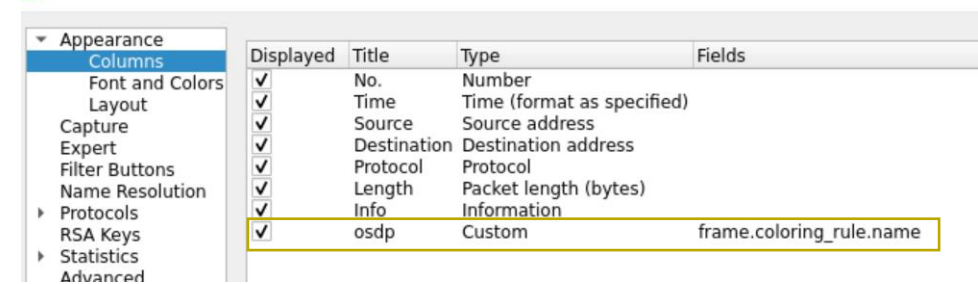 Appearance
Columns
Font and Colors
Layout
Capture
Expert
Filter Buttons
Name Resolution
Protocols
RSA Keys
Statistics
Advanced
Displayed Title Type Fields
No. Number
Time Time (format as specified)
Source Source address
Destination Destination address
Protocol Protocol
Length Packet length (bytes)
Info Information
osdp Custom frame.coloring_rule.name